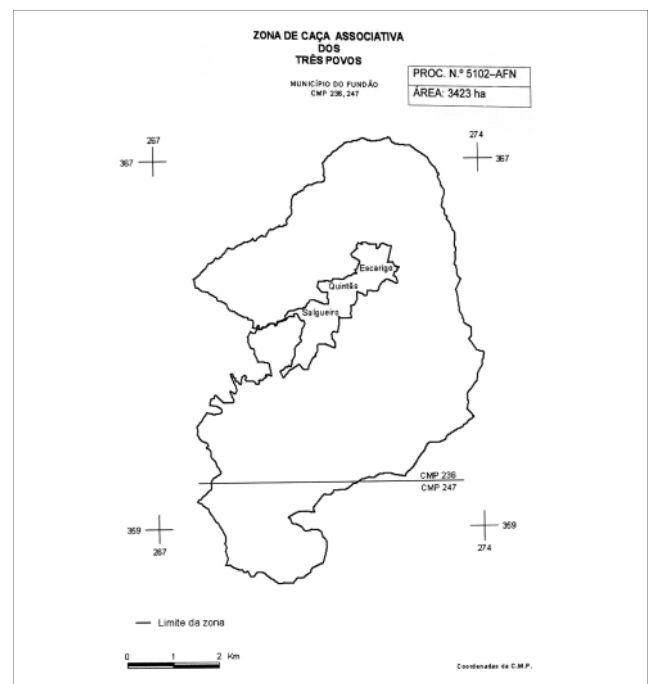 ZONA DE CAÇA ASSOCIATIVA
DOS
TRÊS POVOS
MUNICÍPIO DO FUNDÃO
CMP 236, 247
PROC. N.º 5102–AFN
ÁREA: 3423 ha
267
367
274
367
Escarigo
Quintãs
Salgueiro
CMP 236
CMP 247
359
267
359
274
Limite da zona
0 1 2 Km
Coordenadas da C.M.P.